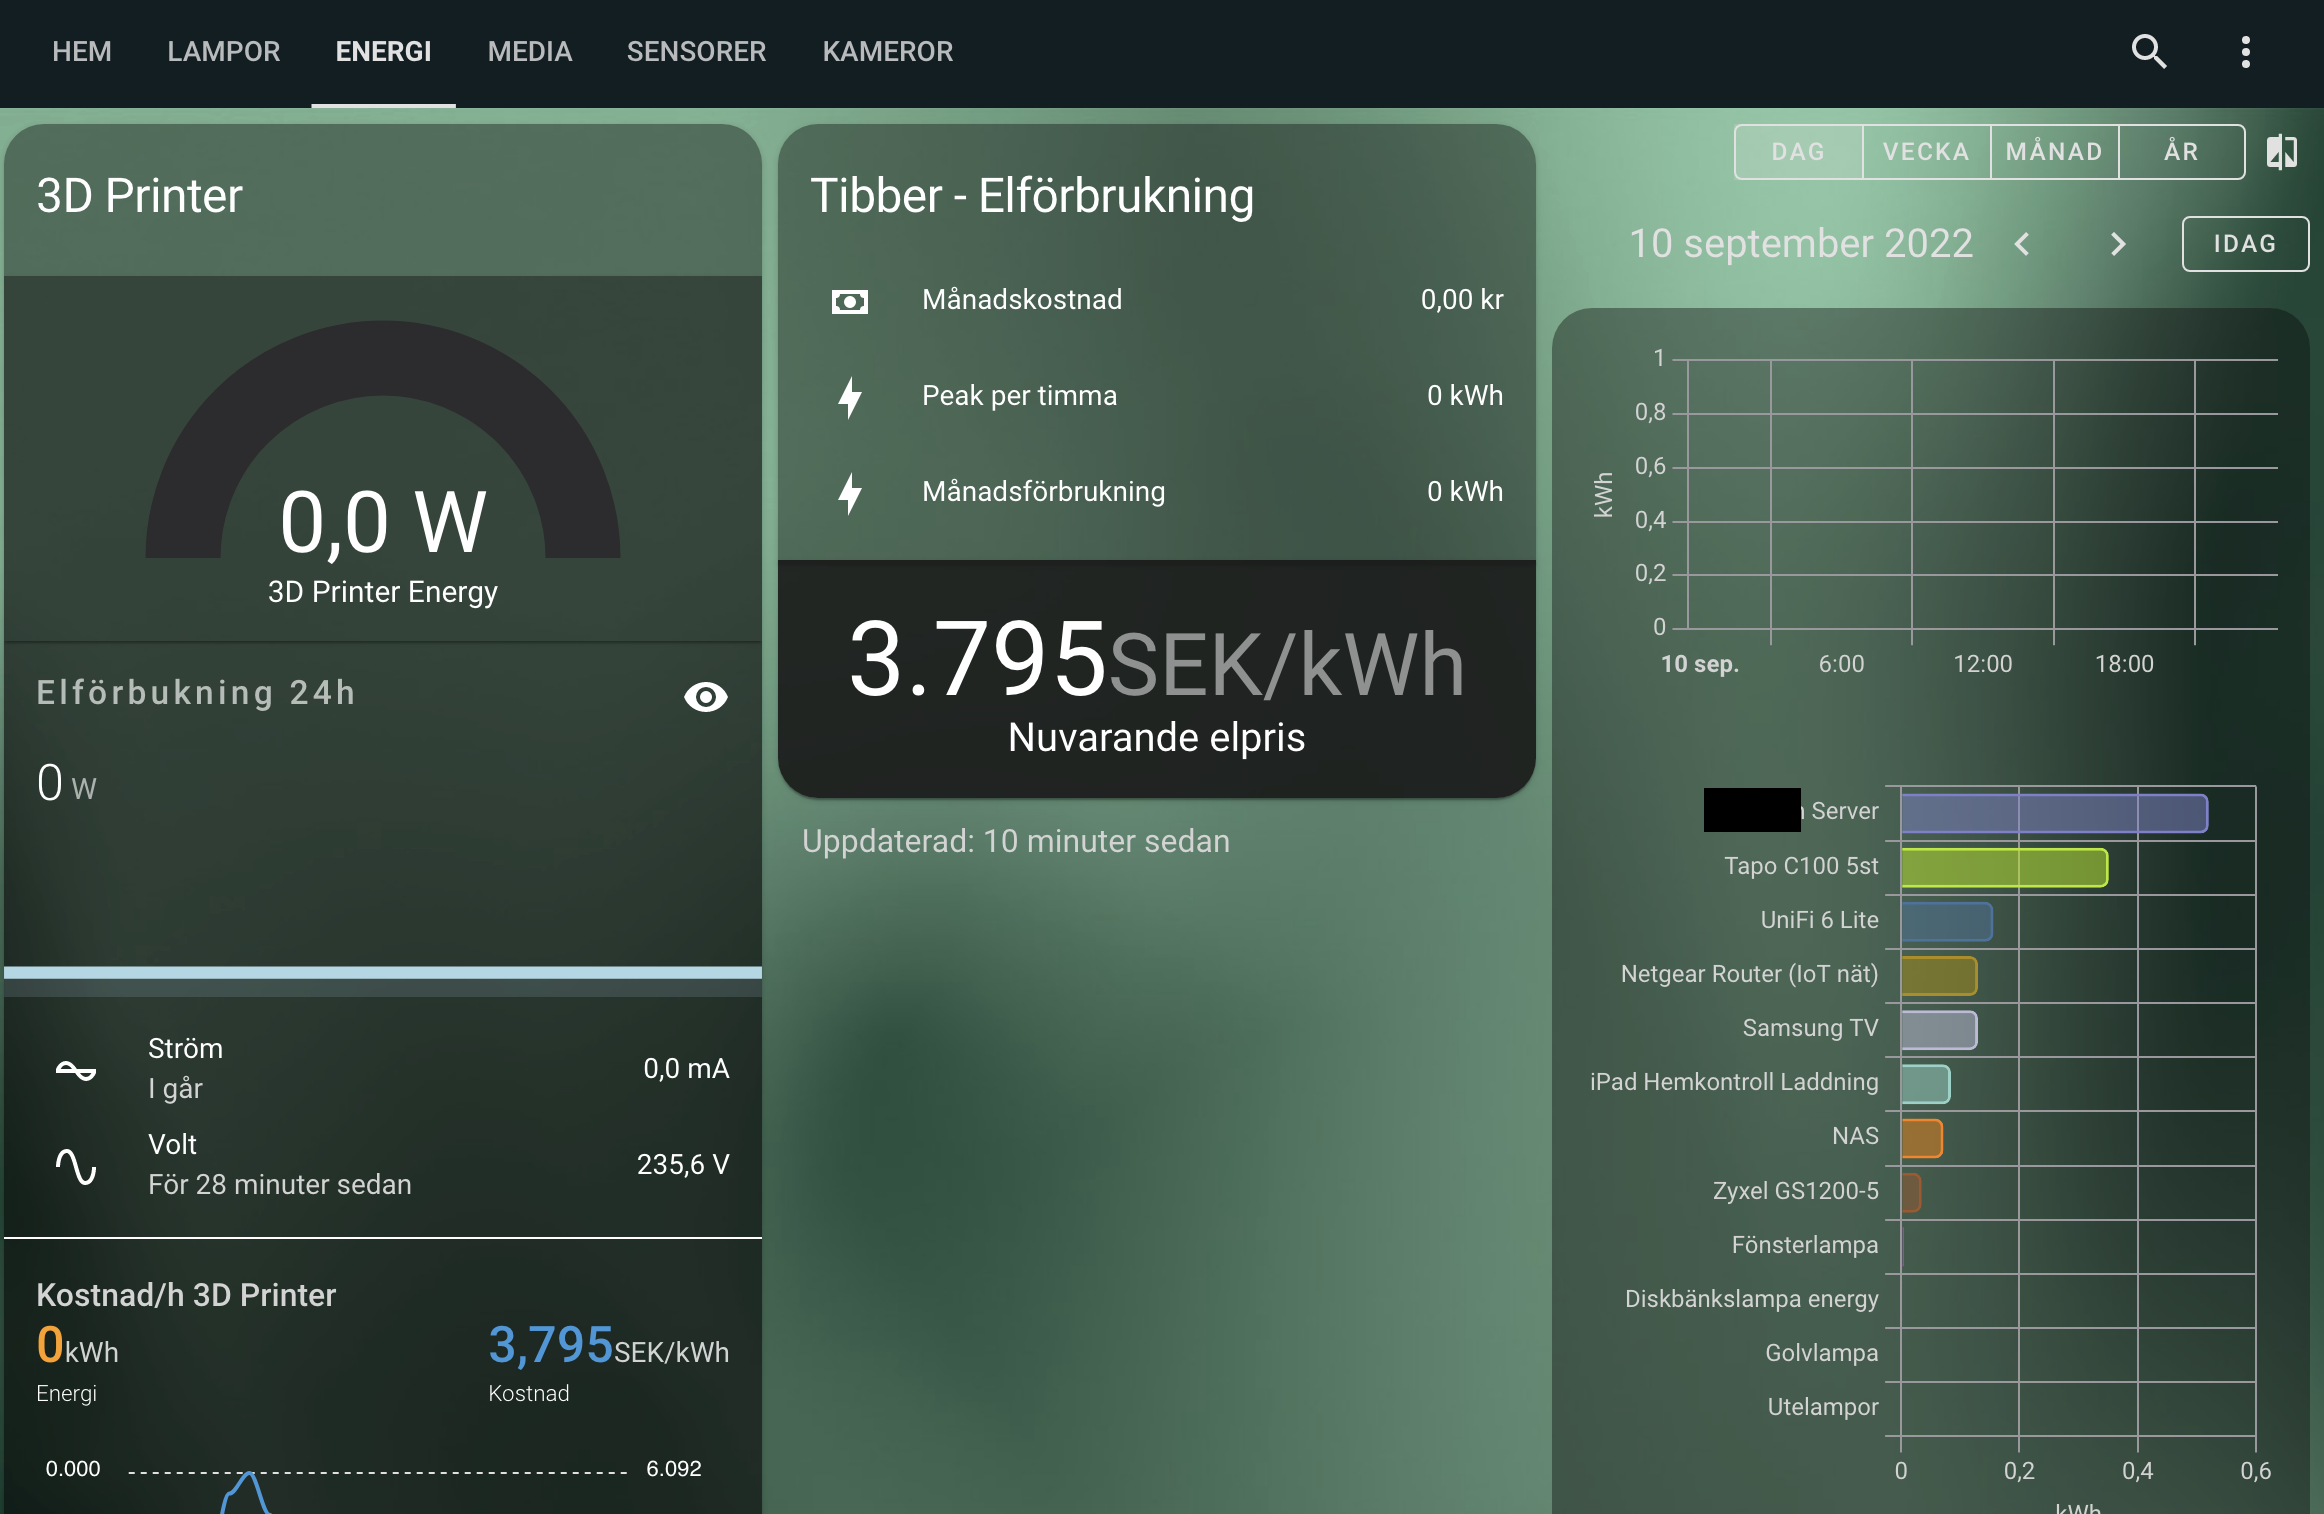 HEM LAMPOR ENERGI MEDIA SENSORER KAMEROR
3D Printer
0,0 W
3D Printer Energy
Elförbukning 24h
0 W
Ström
I går
0,0 mA
Volt
För 28 minuter sedan
235,6 V
Kostnad/h 3D Printer
0kWh
Energi
3,795SEK/kWh
Kostnad
0.000
6.092
Tibber - Elförbrukning
Månadskostnad 0,00 kr
Peak per timma 0 kWh
Månadsförbrukning 0 kWh
3.795SEK/kWh
Nuvarande elpris
Uppdaterad: 10 minuter sedan
DAG VECKA MÅNAD ÅR
10 september 2022
IDAG
kWh
1
0,8
0,6
0,4
0,2
0
10 sep. 6:00 12:00 18:00
Server
Tapo C100 5st
UniFi 6 Lite
Netgear Router (IoT nät)
Samsung TV
iPad Hemkontroll Laddning
NAS
Zyxel GS1200-5
Fönsterlampa
Diskbänkslampa energy
Golvlampa
Utelampor
0 0,2 0,4 0,6
kWh